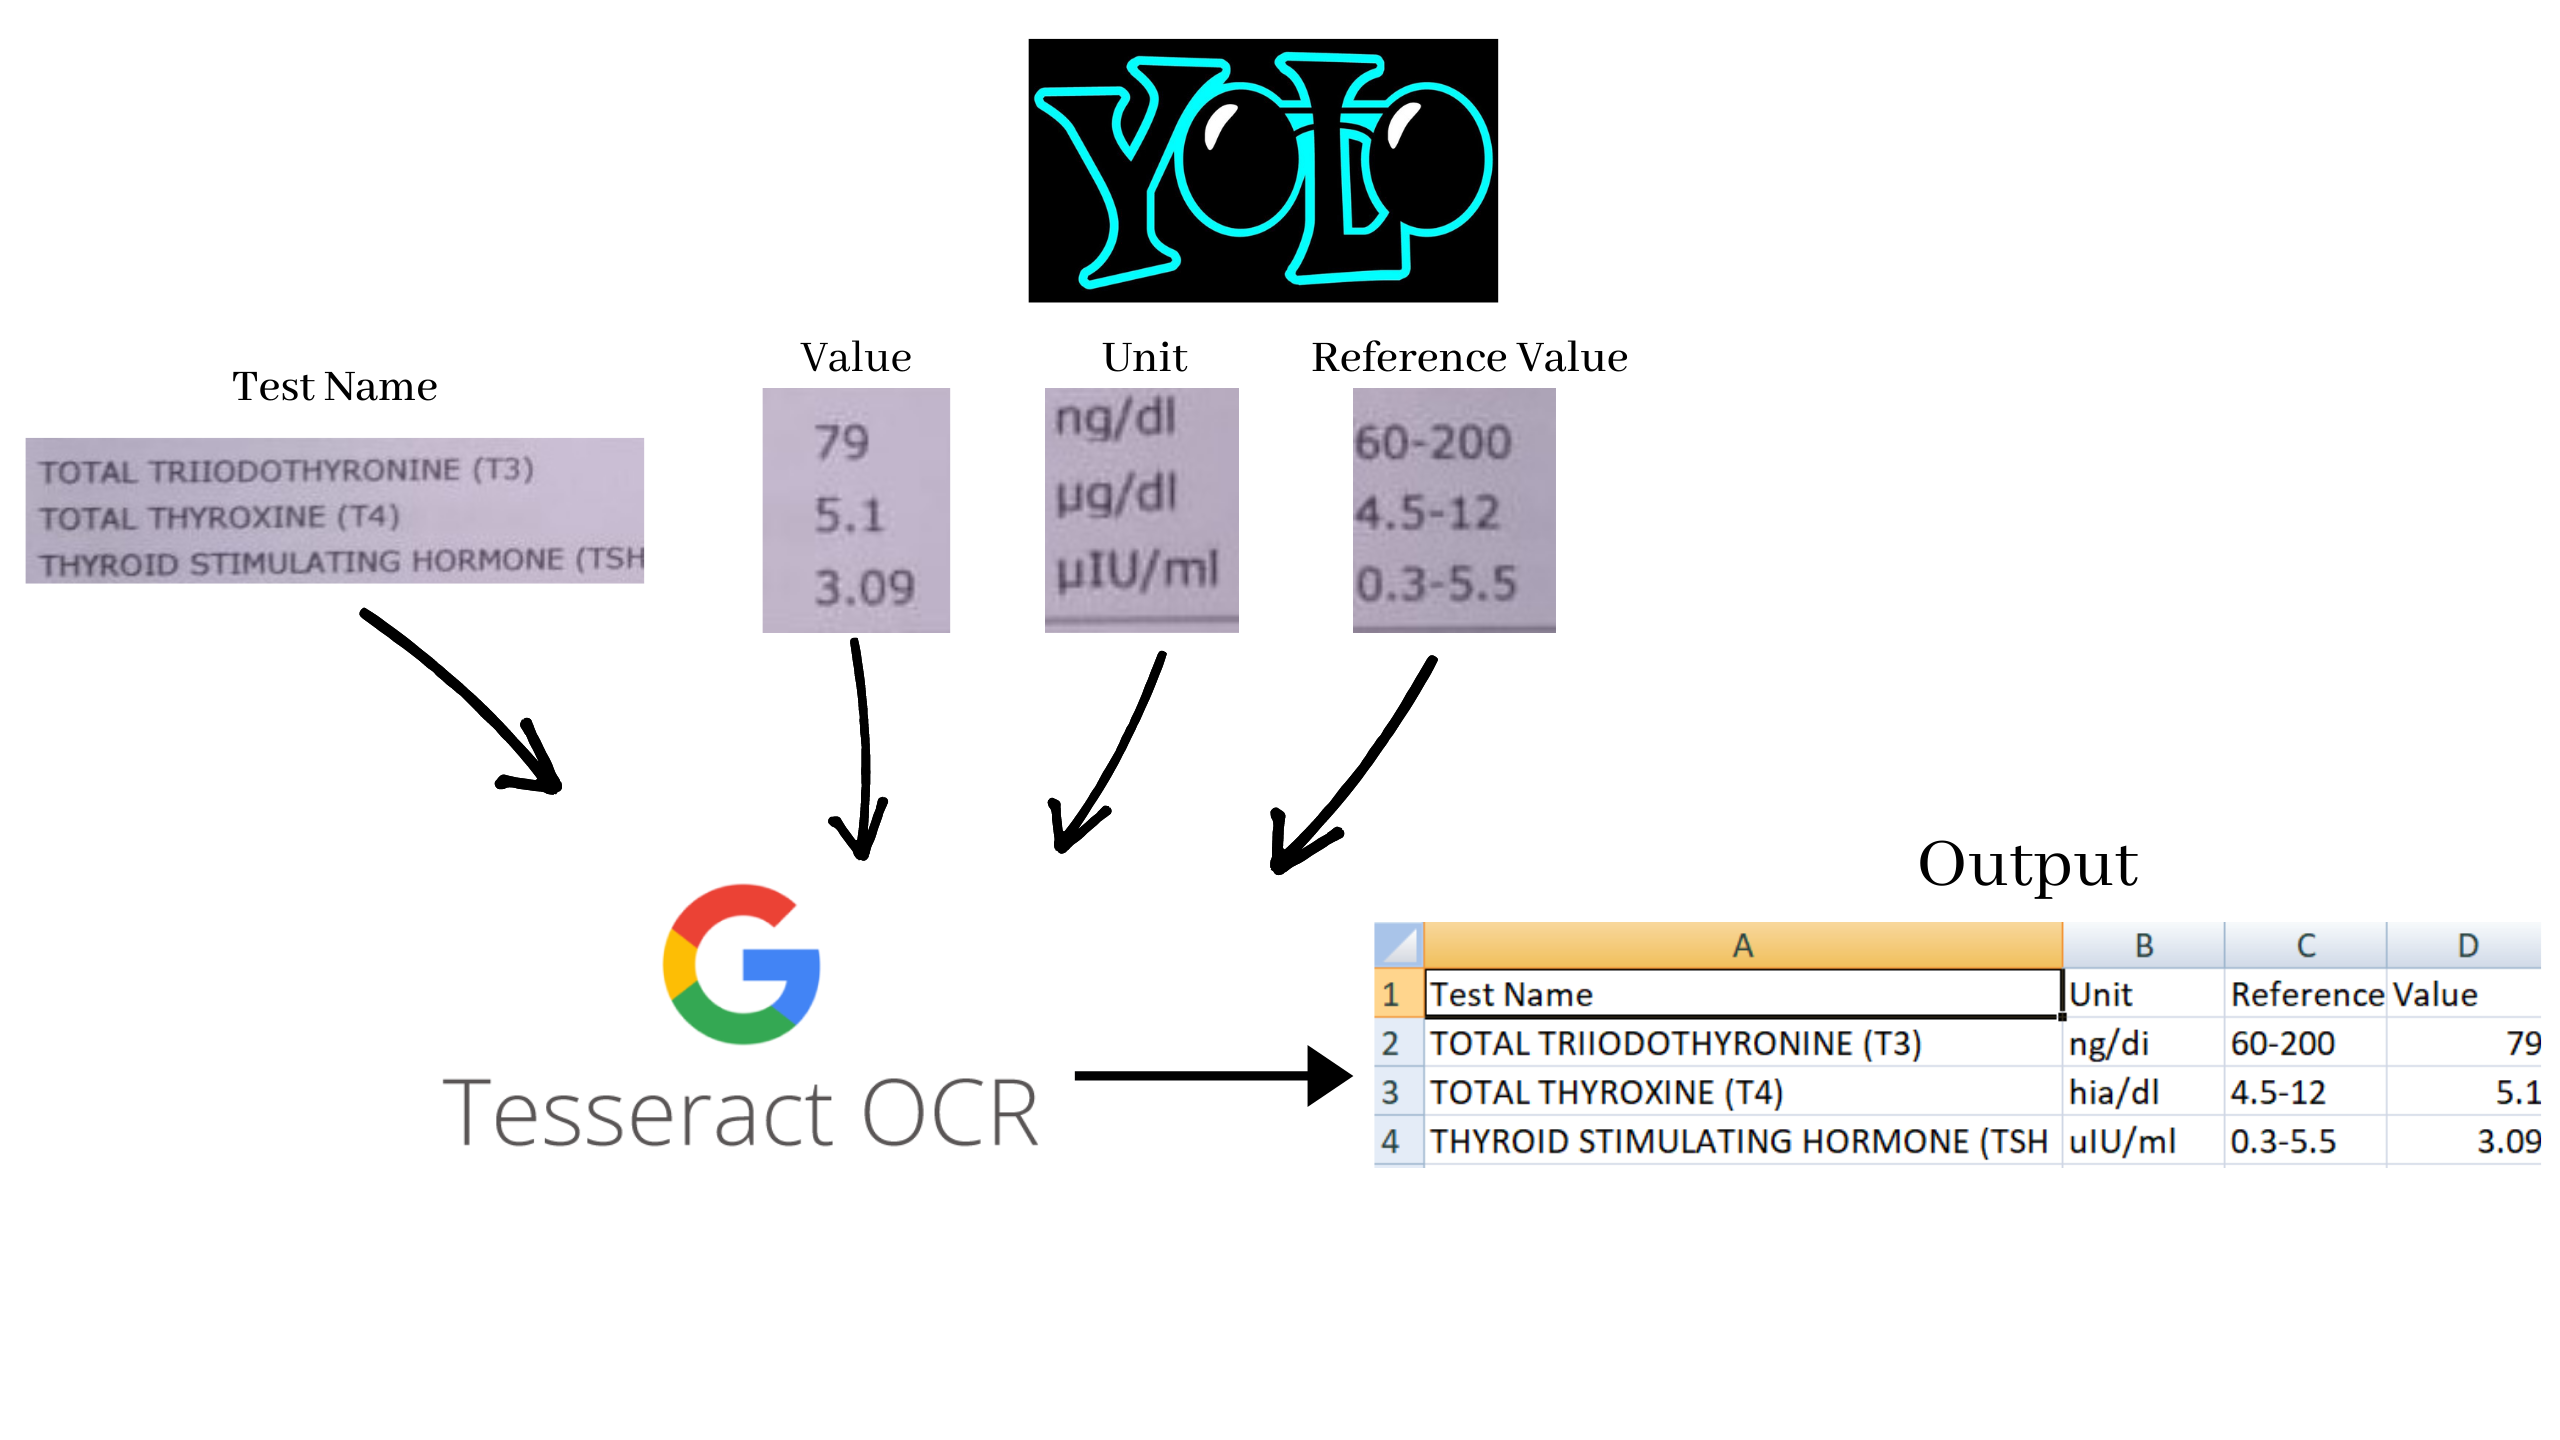 YOLO
Test Name
Value
Unit
Reference Value
TOTAL TRIIODOTHYRONINE (T3)
TOTAL THYROXINE (T4)
THYROID STIMULATING HORMONE (TSH
79
5.1
3.09
ng/dl
µg/dl
µIU/ml
60-200
4.5-12
0.3-5.5
G
Tesseract OCR
Output
A B C D
1 Test Name Unit Reference Value
2 TOTAL TRIIODOTHYRONINE (T3) ng/di 60-200 79
3 TOTAL THYROXINE (T4) hia/dl 4.5-12 5.1
4 THYROID STIMULATING HORMONE (TSH uIU/ml 0.3-5.5 3.09